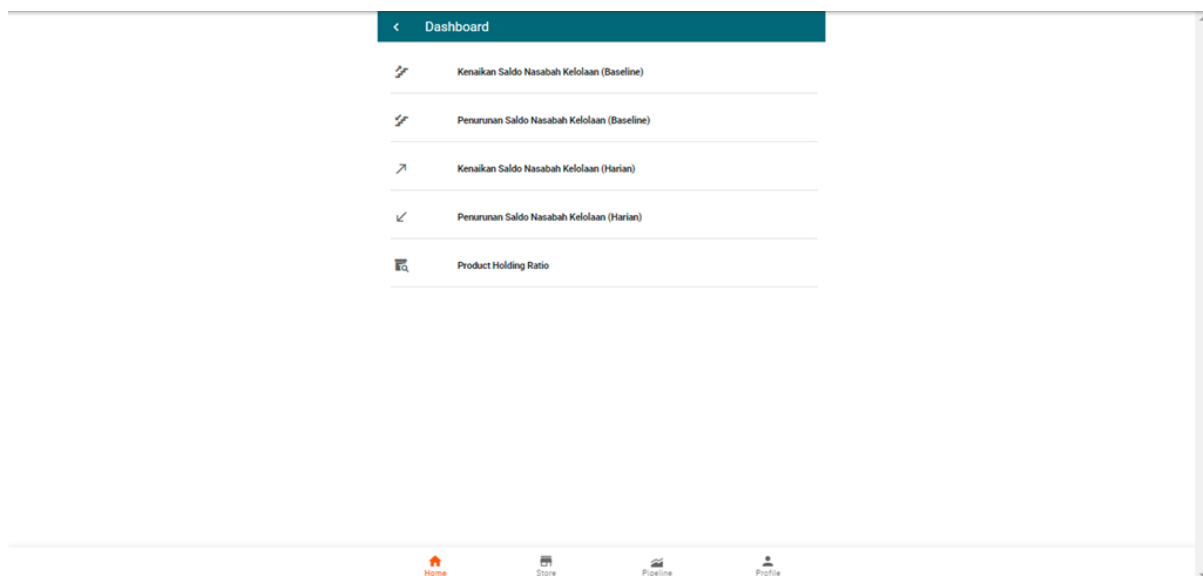 Dashboard
Kenaikan Saldo Nasabah Kelolaan (Baseline)
Penurunan Saldo Nasabah Kelolaan (Baseline)
Kenaikan Saldo Nasabah Kelolaan (Harian)
Penurunan Saldo Nasabah Kelolaan (Harian)
Product Holding Ratio
Home Store Pipeline Profile